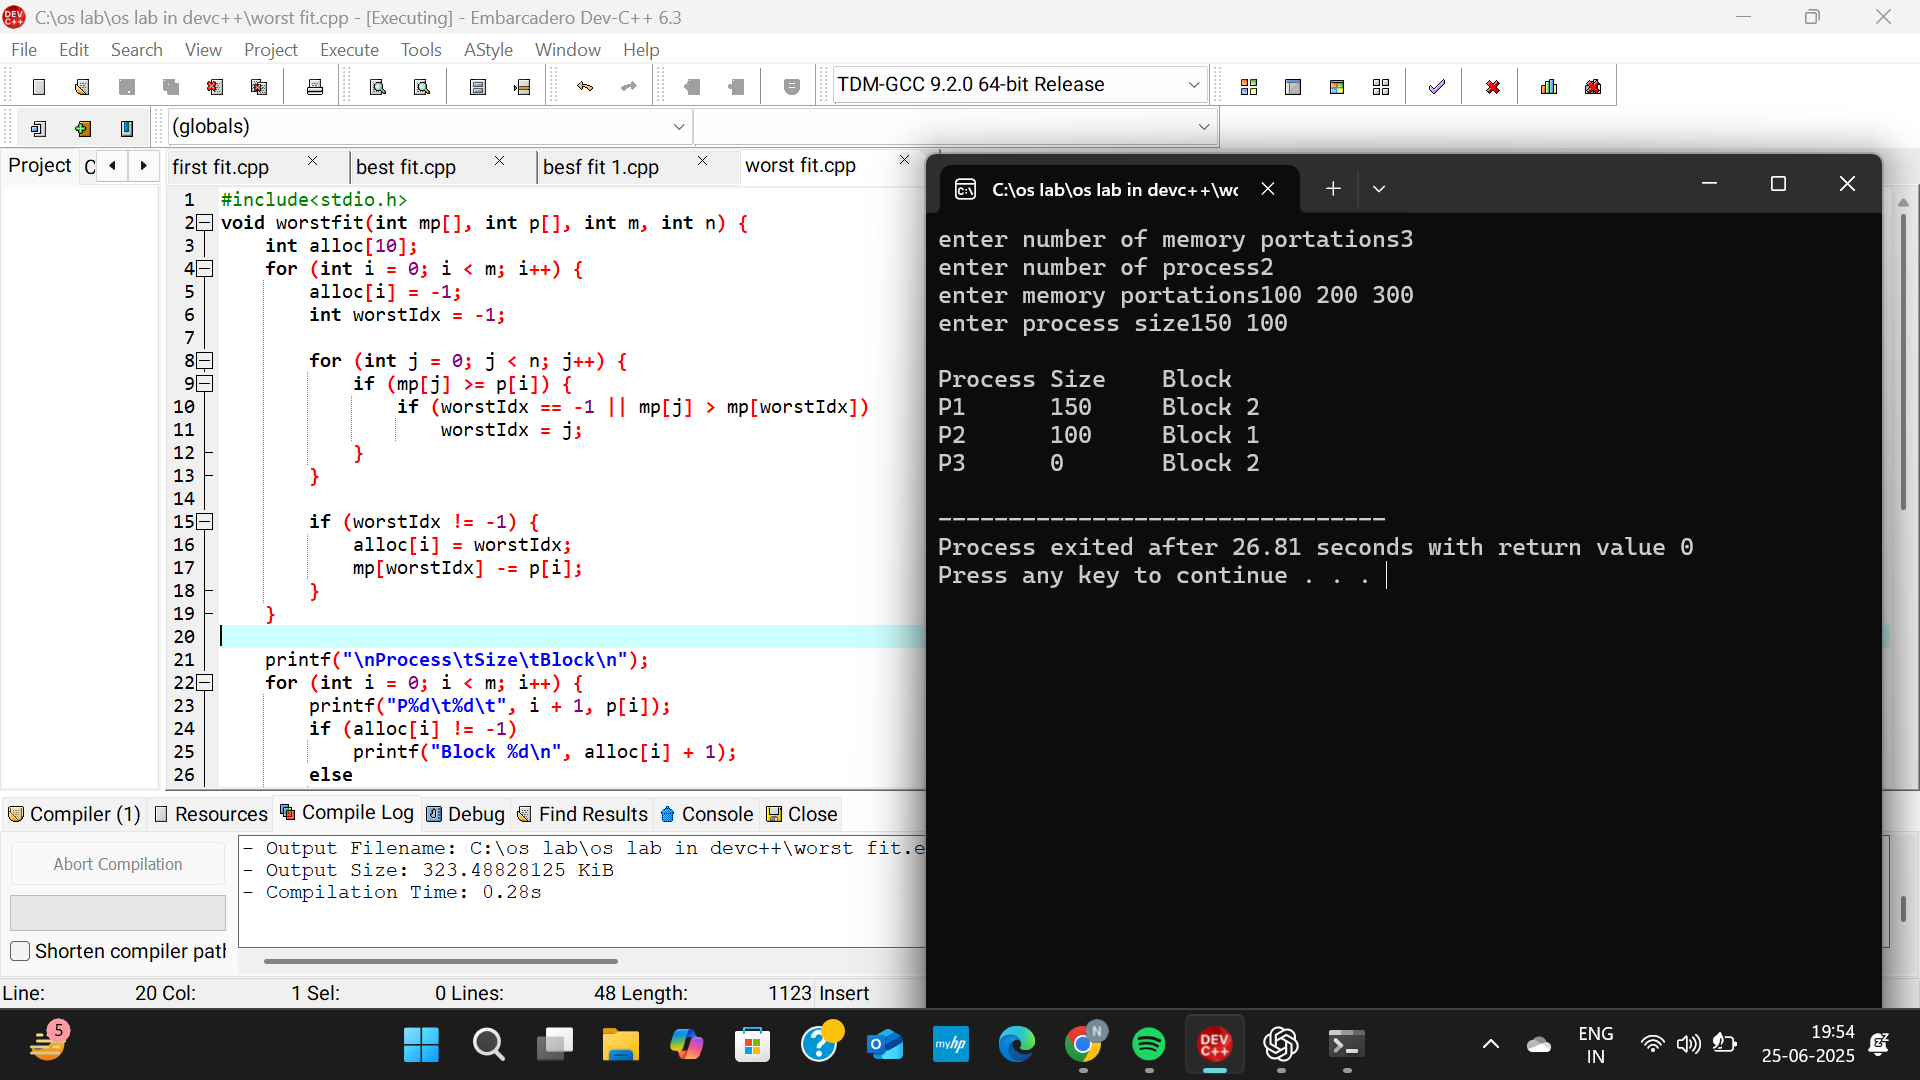 C:\os lab\os lab in devc++\worst fit.cpp - [Executing] - Embarcadero Dev-C++ 6.3
File Edit Search View Project Execute Tools AStyle Window Help
TDM-GCC 9.2.0 64-bit Release
(globals)
Project C
first fit.cpp best fit.cpp besf fit 1.cpp worst fit.cpp
1 #include<stdio.h>
2 void worstfit(int mp[], int p[], int m, int n) {
3 int alloc[10];
4 for (int i = 0; i < m; i++) {
5 alloc[i] = -1;
6 int worstIdx = -1;
7
8 for (int j = 0; j < n; j++) {
9 if (mp[j] >= p[i]) {
10 if (worstIdx == -1 || mp[j] > mp[worstIdx])
11 worstIdx = j;
12 }
13 }
14
15 if (worstIdx != -1) {
16 alloc[i] = worstIdx;
17 mp[worstIdx] -= p[i];
18 }
19 }
20
21 printf("\nProcess\tSize\tBlock\n");
22 for (int i = 0; i < m; i++) {
23 printf("P%d\t%d\t", i + 1, p[i]);
24 if (alloc[i] != -1)
25 printf("Block %d\n", alloc[i] + 1);
26 else
C:\os lab\os lab in devc++\wo
enter number of memory portations3
enter number of process2
enter memory portations100 200 300
enter process size150 100
Process Size Block
P1 150 Block 2
P2 100 Block 1
P3 0 Block 2
--------------------------------
Process exited after 26.81 seconds with return value 0
Press any key to continue . . .
Compiler (1) Resources Compile Log Debug Find Results Console Close
Abort Compilation
Shorten compiler path
- Output Filename: C:\os lab\os lab in devc++\worst fit.e
- Output Size: 323.48828125 KiB
- Compilation Time: 0.28s
Line: 20 Col: 1 Sel: 0 Lines: 48 Length: 1123 Insert
5
myhp
N
DEV C++
ENG
IN
19:54
25-06-2025